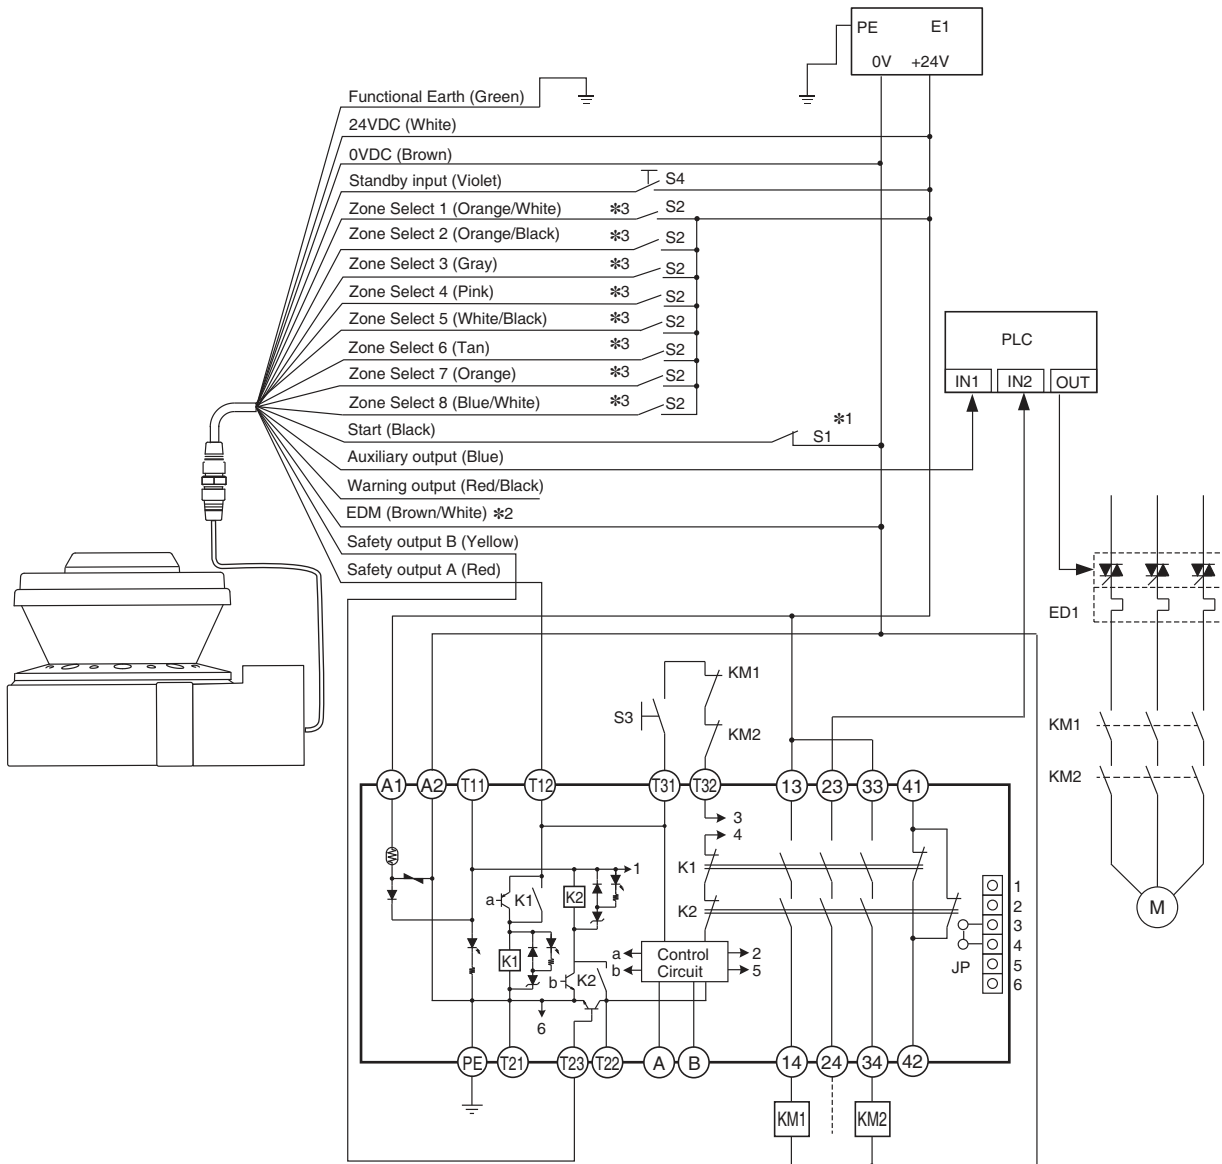 PE E1
0V +24V
Functional Earth (Green)
24VDC (White)
0VDC (Brown)
Standby input (Violet) S4
Zone Select 1 (Orange/White) ✻3 S2
Zone Select 2 (Orange/Black) ✻3 S2
Zone Select 3 (Gray) ✻3 S2
Zone Select 4 (Pink) ✻3 S2
Zone Select 5 (White/Black) ✻3 S2
Zone Select 6 (Tan) ✻3 S2
Zone Select 7 (Orange) ✻3 S2
Zone Select 8 (Blue/White) ✻3 S2
Start (Black) S1 ✻1
Auxiliary output (Blue)
Warning output (Red/Black)
EDM (Brown/White) ✻2
Safety output B (Yellow)
Safety output A (Red)
PLC
IN1 IN2 OUT
ED1
KM1
KM2
M
S3 KM1
KM2
A1 A2 T11 T12 T31 T32 13 23 33 41
3
4
1
K1
K2
a K1 K2
K1
b K2
6
a Control 2
b Circuit 5
JP
1
2
3
4
5
6
PE T21 T23 T22 A B 14 24 34 42
KM1 KM2